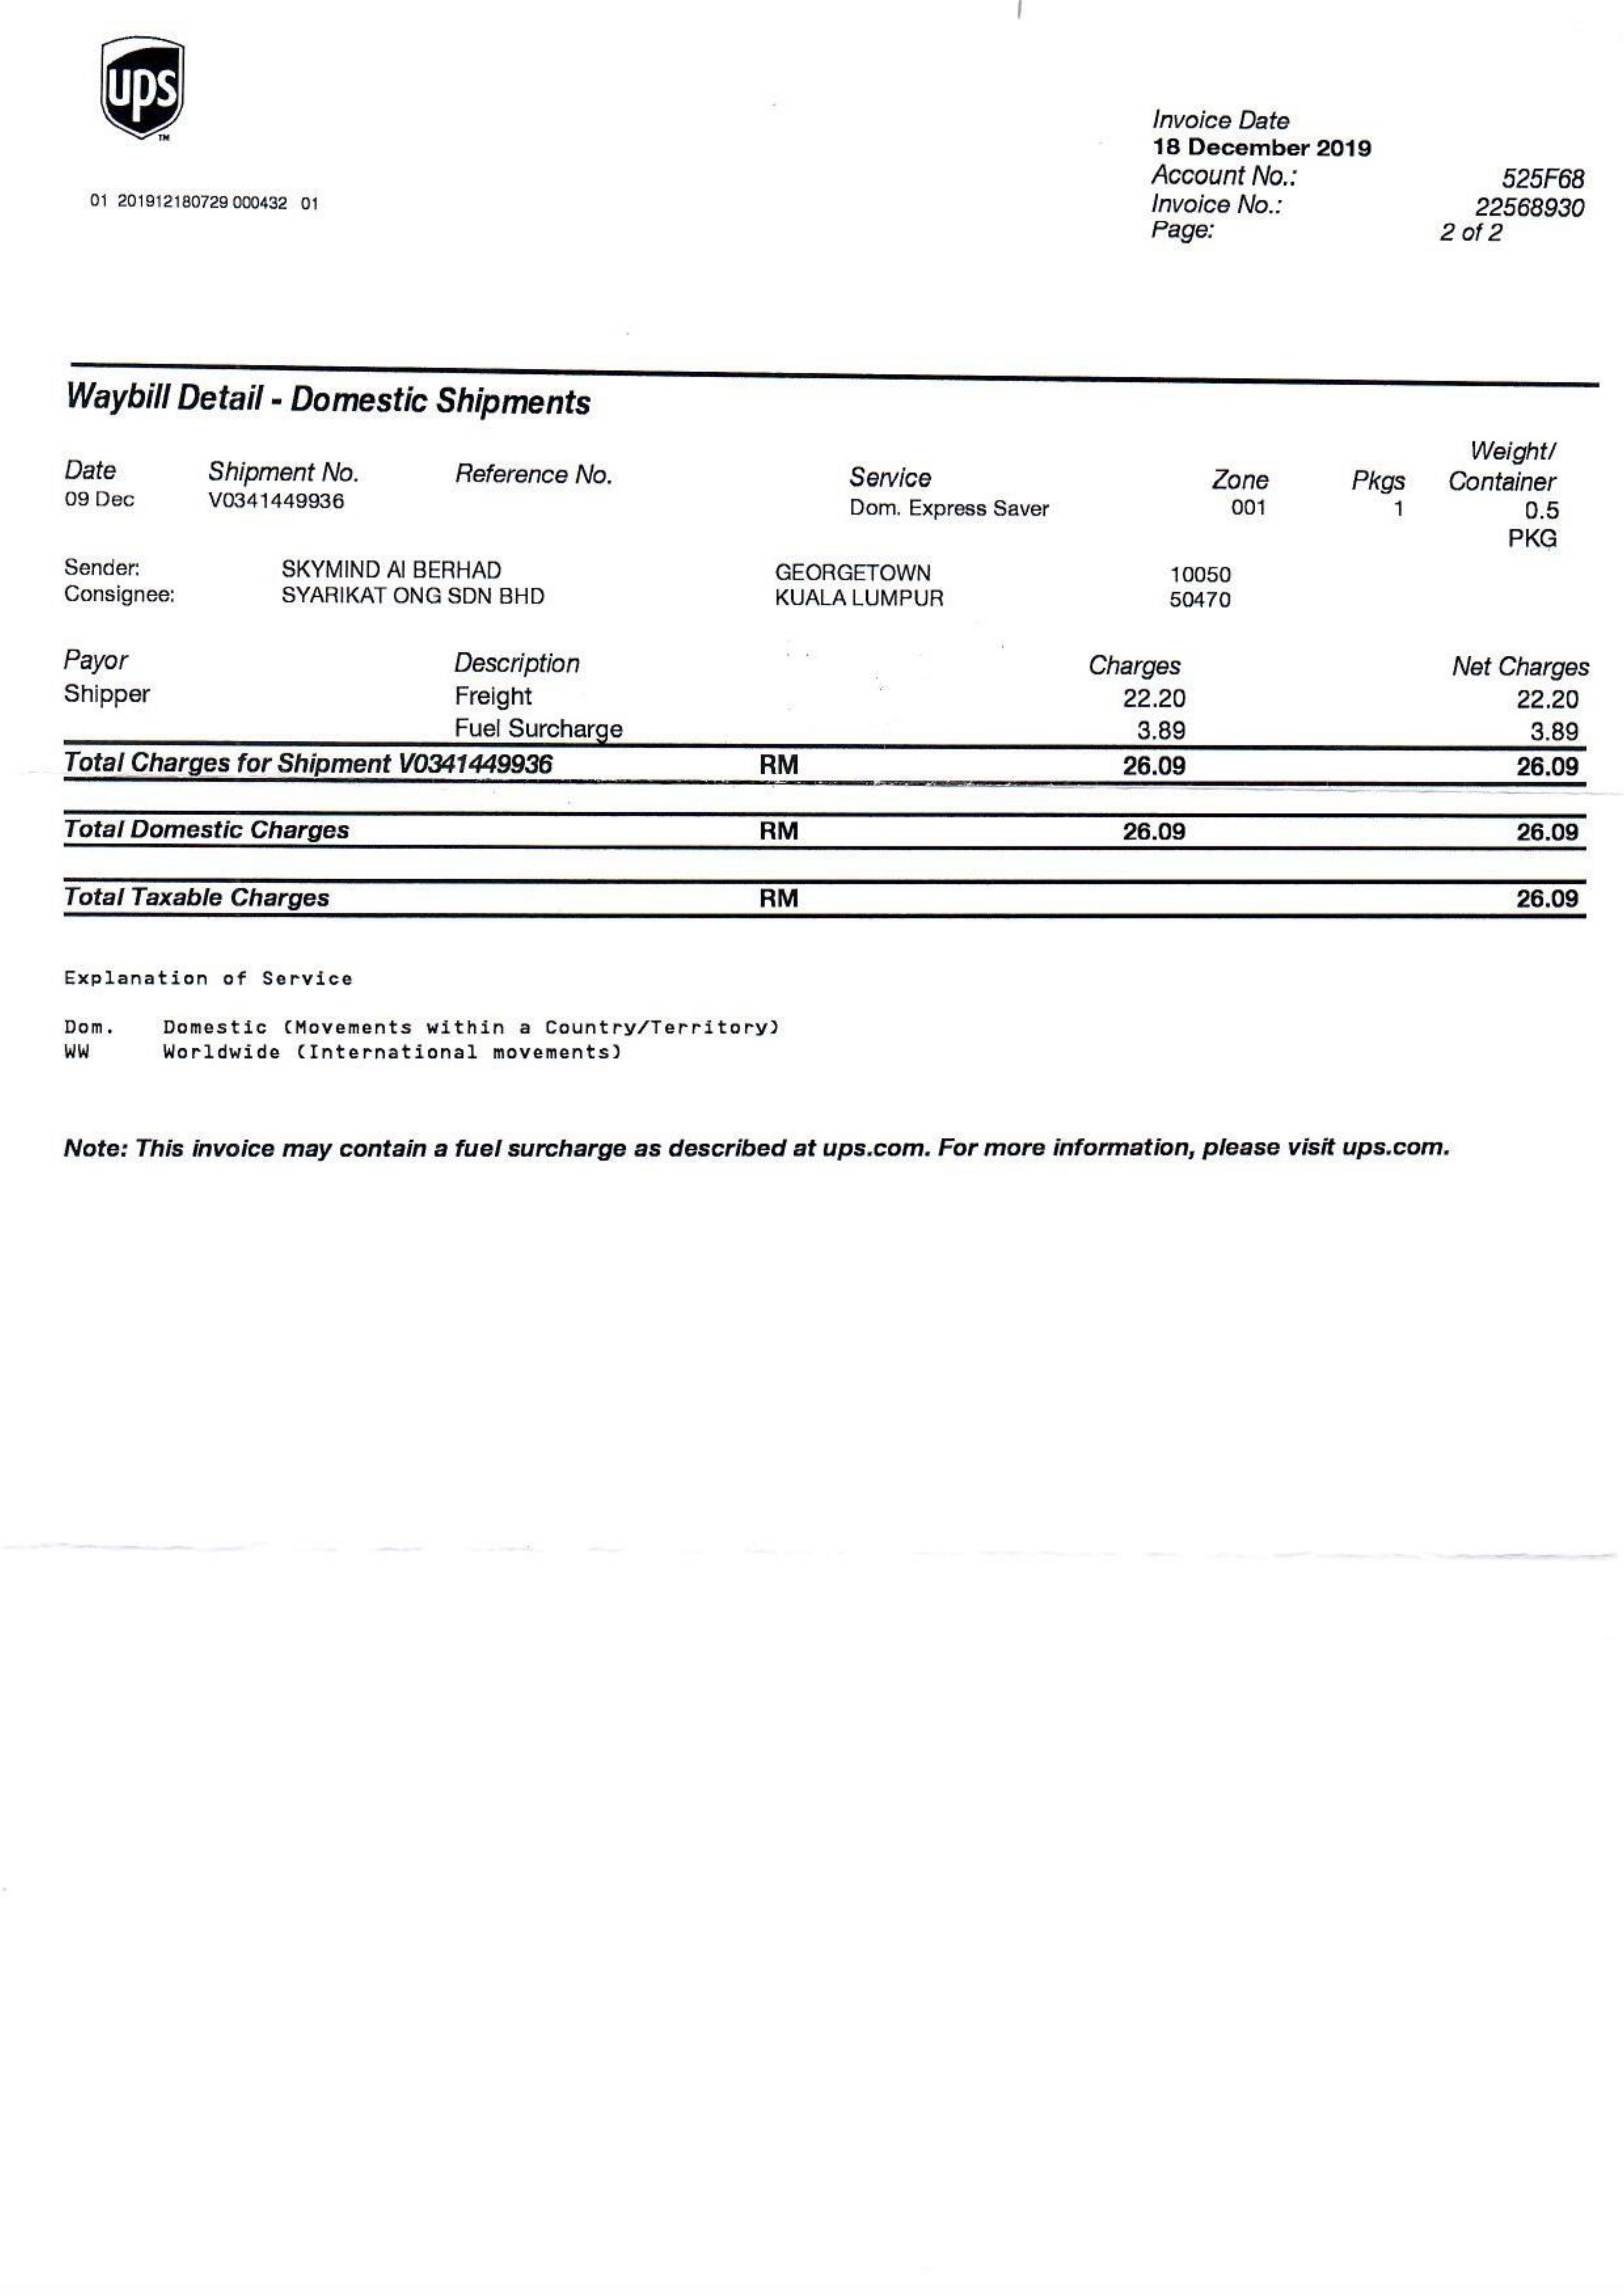 ups
TM
Invoice Date
18 December 2019
Account No.: 525F68
01 201912180729 000432 01
Invoice No.: 22568930
Page: 2 of 2
Waybill Detail - Domestic Shipments
Weight/
Date Shipment No. Reference No. Service Zone Pkgs Container
09 Dec V0341449936 Dom. Express Saver 001 1 0.5
PKG
Sender: SKYMIND AI BERHAD GEORGETOWN 10050
Consignee: SYARIKAT ONG SDN BHD KUALA LUMPUR 50470
Payor Description Charges Net Charges
Shipper Freight 22.20 22.20
Fuel Surcharge 3.89 3.89
Total Charges for Shipment V0341449936 RM 26.09 26.09
Total Domestic Charges RM 26.09 26.09
Total Taxable Charges RM 26.09
Explanation of Service
Dom. Domestic (Movements within a Country/Territory)
WW Worldwide (International movements)
Note: This invoice may contain a fuel surcharge as described at ups.com. For more information, please visit ups.com.